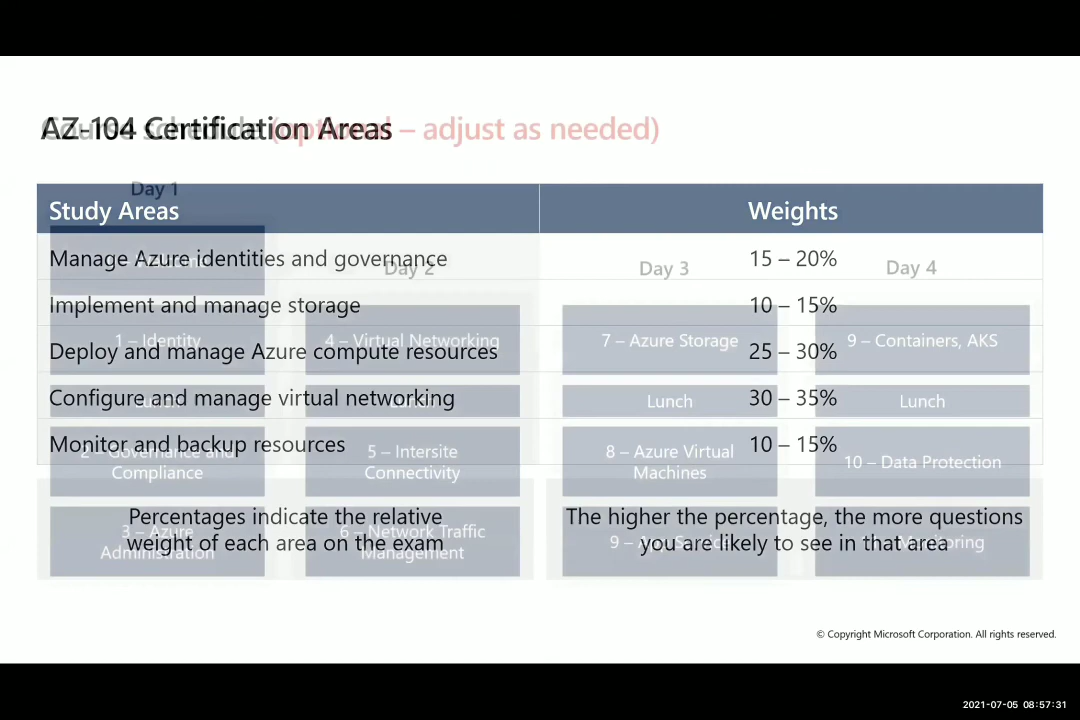 AZ-104 Certification Areas
Course schedule (optional – adjust as needed)
Study Areas
Weights
Manage Azure identities and governance
15 – 20%
Implement and manage storage
10 – 15%
Deploy and manage Azure compute resources
25 – 30%
Configure and manage virtual networking
30 – 35%
Monitor and backup resources
10 – 15%
Percentages indicate the relative
weight of each area on the exam
The higher the percentage, the more questions
you are likely to see in that area
Day 1
1 – Identity
Lunch
2 – Governance and
Compliance
3 – Azure
Administration
Day 2
4 – Virtual Networking
Lunch
5 – Intersite
Connectivity
6 – Network Traffic
Management
Day 3
7 – Azure Storage
Lunch
8 – Azure Virtual
Machines
9 –
Day 4
9 – Containers, AKS
Lunch
10 – Data Protection
Monitoring
© Copyright Microsoft Corporation. All rights reserved.
2021-07-05 08:57:31